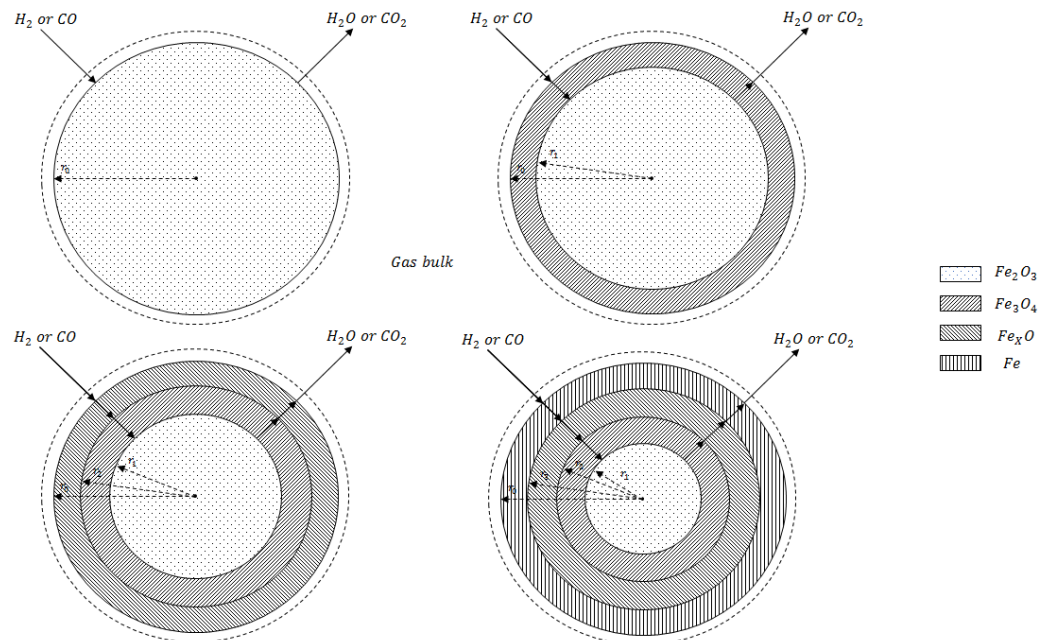 H₂ or CO
H₂O or CO₂
r₀
H₂ or CO
H₂O or CO₂
r₁
r₀
Gas bulk
Fe₂O₃
Fe₃O₄
FeₓO
Fe
H₂ or CO
H₂O or CO₂
r₁
r₂
r₀
H₂ or CO
H₂O or CO₂
r₂
r₁
r₃
r₀